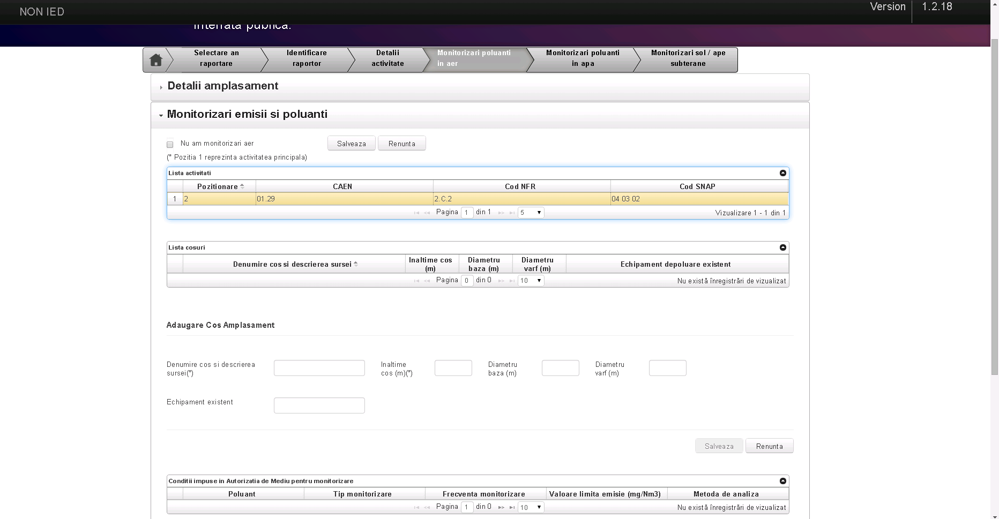 NON IED
Version 1.2.18
Interfata publica.
Selectare an raportare
Identificare raportor
Detalii activitate
Monitorizari poluanti in aer
Monitorizari poluanti in apa
Monitorizari sol / ape subterane
Detalii amplasament
Monitorizari emisii si poluanti
Nu am monitorizari aer Salveaza Renunta
(* Pozitia 1 reprezinta activitatea principala)
Lista activitati
Pozitionare CAEN Cod NFR Cod SNAP
1 2 01.29 2.C.2 04 03 02
Pagina 1 din 1 5 Vizualizare 1 - 1 din 1
Lista cosuri
Denumire cos si descrierea sursei Inaltime cos (m) Diametru baza (m) Diametru varf (m) Echipament depoluare existent
Pagina 0 din 0 10 Nu există înregistrări de vizualizat
Adaugare Cos Amplasament
Denumire cos si descrierea sursei(*) Inaltime cos (m)(*) Diametru baza (m) Diametru varf (m)
Echipament existent
Salveaza Renunta
Conditii impuse in Autorizatia de Mediu pentru monitorizare
Poluant Tip monitorizare Frecventa monitorizare Valoare limita emisie (mg/Nm3) Metoda de analiza
Pagina 1 din 0 10 Nu există înregistrări de vizualizat